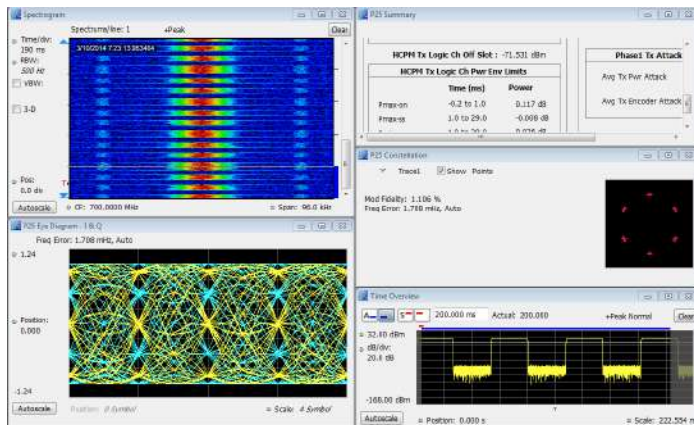 Spectrogram
Spectrums/line: 1
+Peak
Clear
Time/div:
190 ms
RBW:
500 Hz
VBW:
3-D
Pos:
0.0 div
Autoscale
CF: 700.0000 MHz
Span: 96.0 kHz
P25 Summary
HCPM Tx Logic Ch Off Slot : -71.531 dBm
HCPM Tx Logic Ch Pwr Env Limits
Time (ms) Power
Pmax-on -0.2 to 1.0 0.117 dB
Pmax-ss 1.0 to 29.0 -0.008 dB
Phase1 Tx Attack
Avg Tx Pwr Attack
Avg Tx Encoder Attack
P25 Constellation
Trace1 Show Points
Mod Fidelity: 1.106 %
Freq Error: 1.708 mHz, Auto
P25 Eye Diagram - I & Q
Freq Error: 1.708 mHz, Auto
1.24
Position:
0.000
-1.24
Autoscale
Position: 0 Symbol
Scale: 4 Symbol
Time Overview
200.000 ms Actual: 200.000
+Peak Normal
Clear
32.00 dBm
dB/div:
20.0 dB
-168.00 dBm
Autoscale
Position: 0.000 s
Scale: 222.554 m